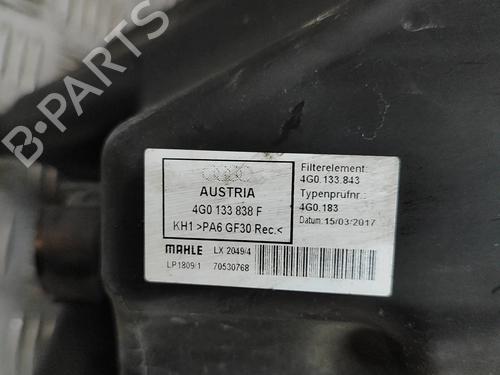 B-PARTS
AUSTRIA
4G0 133 838 F
KH1 >PA6 GF30 Rec.<
MAHLE LX 2049/4
LP1809/1 70530768
Filterelement:
4G0.133.843
Typenprüfnr.:
4G0.183
Datum: 15/03/2017